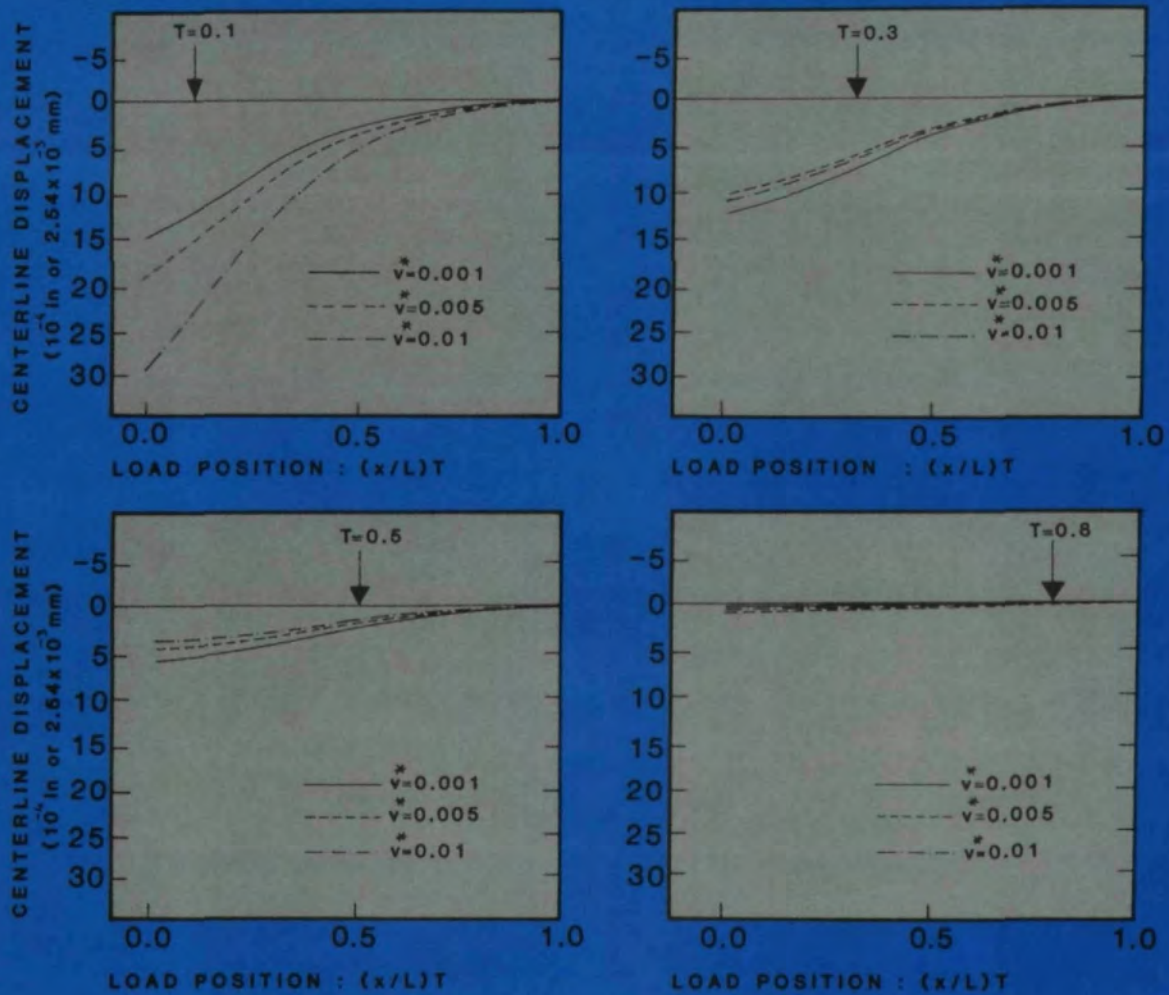 CENTERLINE DISPLACEMENT
(10⁻⁴ in or 2.54x10⁻³ mm)
T=0.1
-5
0
5
10
15
20
25
30
v*=0.001
v*=0.005
v*=0.01
0.0 0.5 1.0
LOAD POSITION : (x/L)T
T=0.3
-5
0
5
10
15
20
25
30
v*=0.001
v*=0.005
v*=0.01
0.0 0.5 1.0
LOAD POSITION : (x/L)T
CENTERLINE DISPLACEMENT
(10⁻⁴ in or 2.54x10⁻³ mm)
T=0.5
-5
0
5
10
15
20
25
30
v*=0.001
v*=0.005
v*=0.01
0.0 0.5 1.0
LOAD POSITION : (x/L)T
T=0.8
-5
0
5
10
15
20
25
30
v*=0.001
v*=0.005
v*=0.01
0.0 0.5 1.0
LOAD POSITION : (x/L)T